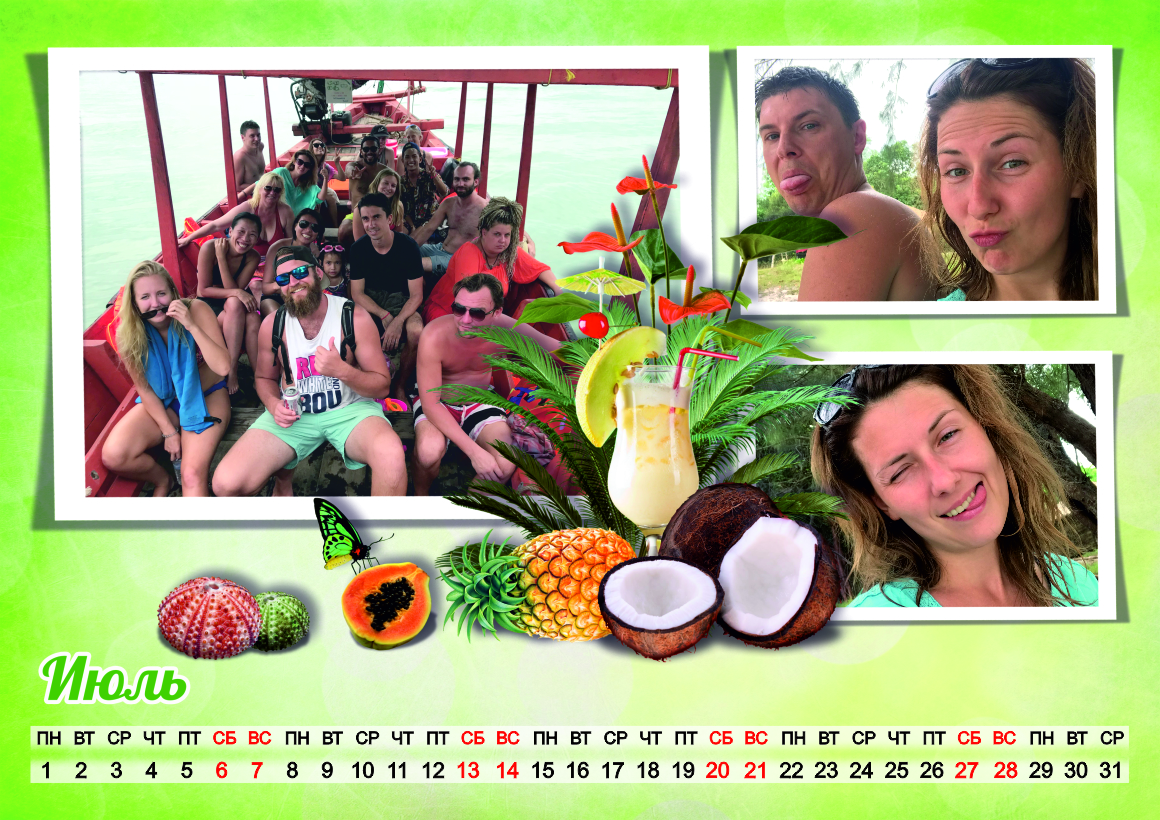 BOU
Июль
ПН ВТ СР ЧТ ПТ СБ ВС ПН ВТ СР ЧТ ПТ СБ ВС ПН ВТ СР ЧТ ПТ СБ ВС ПН ВТ СР ЧТ ПТ СБ ВС ПН ВТ СР
1 2 3 4 5 6 7 8 9 10 11 12 13 14 15 16 17 18 19 20 21 22 23 24 25 26 27 28 29 30 31